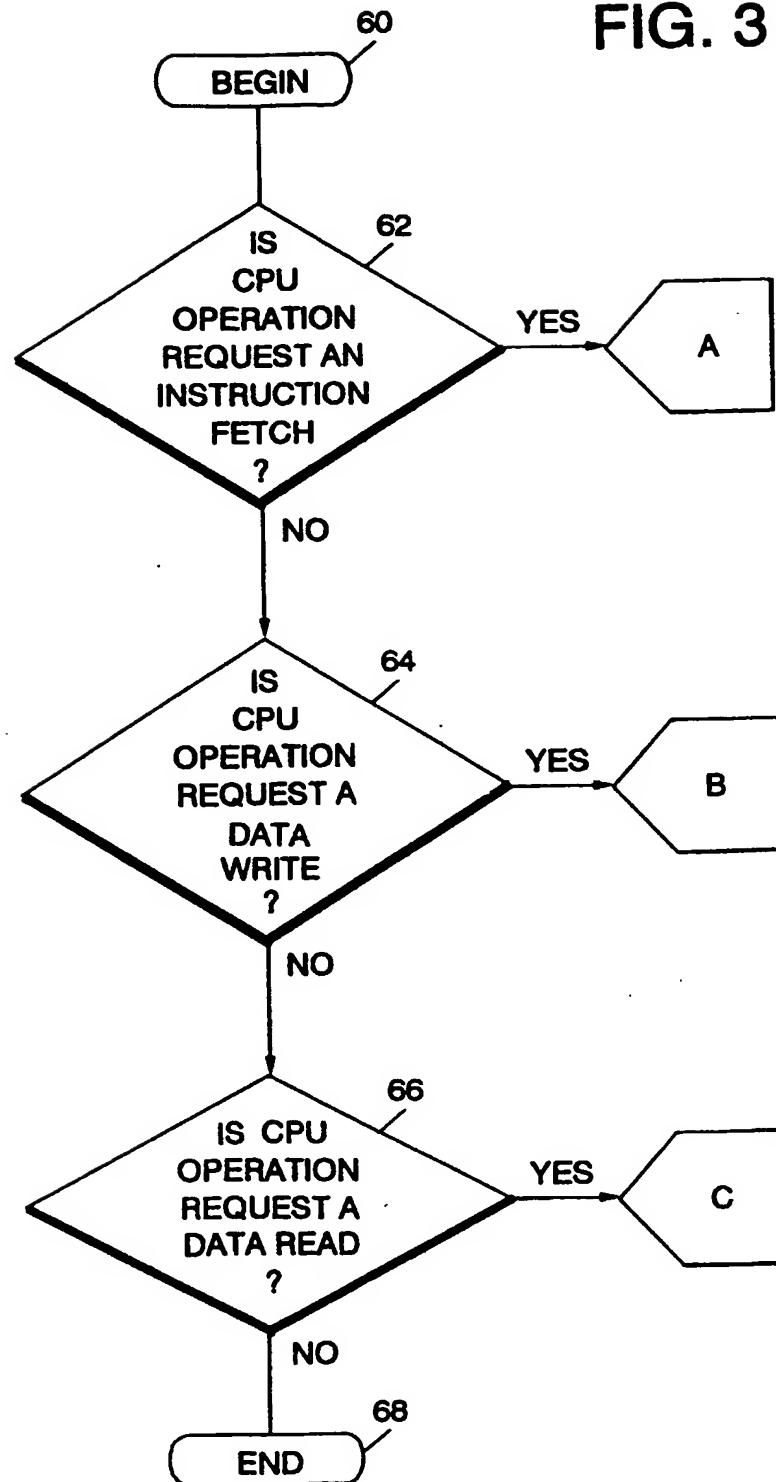 FIG. 3
60
BEGIN
62
IS
CPU
OPERATION
REQUEST AN
INSTRUCTION
FETCH
?
YES
A
NO
64
IS
CPU
OPERATION
REQUEST A
DATA
WRITE
?
YES
B
NO
66
IS CPU
OPERATION
REQUEST A
DATA READ
?
YES
C
NO
68
END